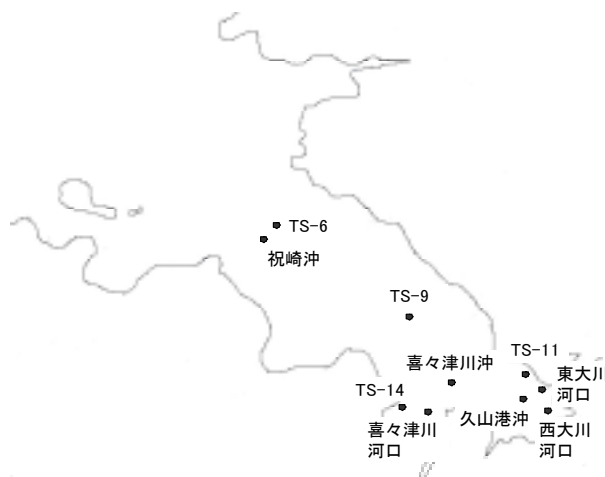 TS-6
祝崎沖
TS-9
喜々津川沖
TS-11
東大川
河口
TS-14
久山港沖
西大川
河口
喜々津川
河口